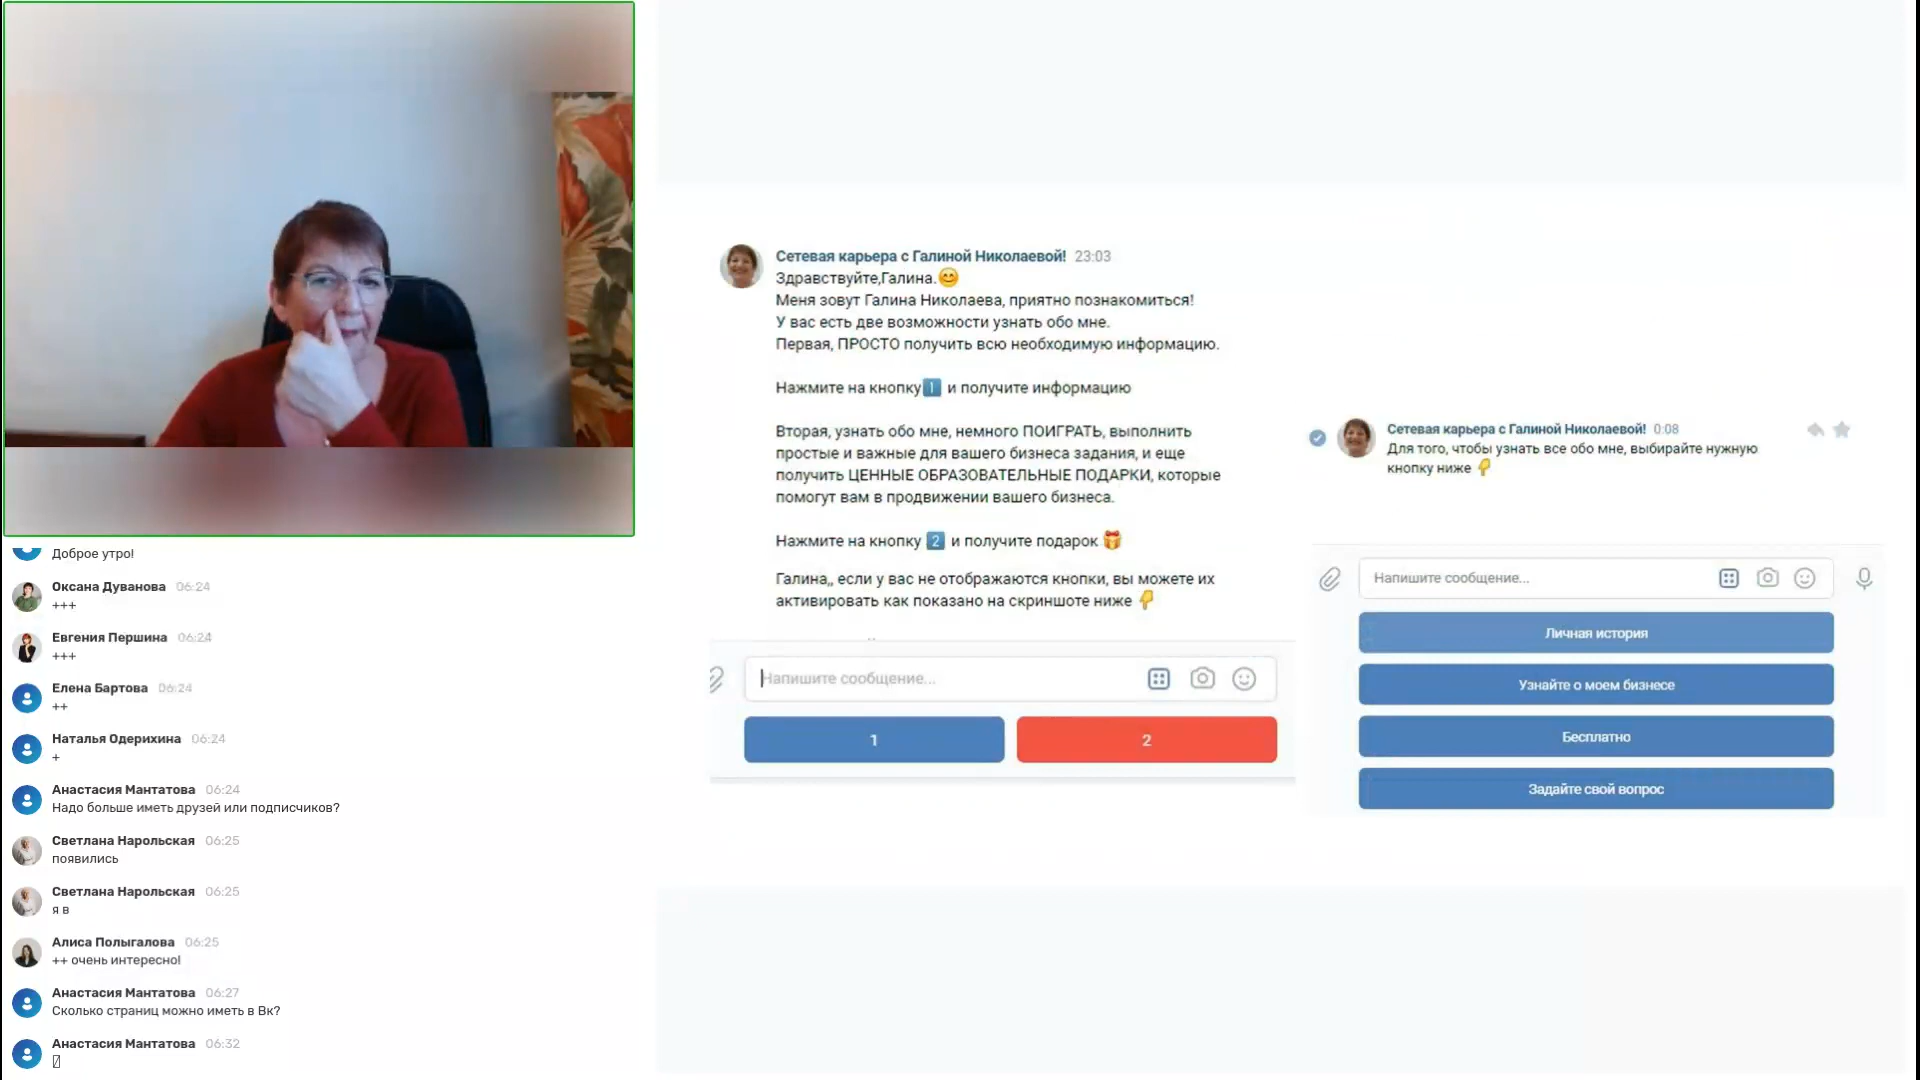 Доброе утро!
Оксана Дуванова 06:24
+++
Евгения Першина 06:24
+++
Елена Бартова 06:24
++
Наталья Одерихина 06:24
+
Анастасия Мантатова 06:24
Надо больше иметь друзей или подписчиков?
Светлана Нарольская 06:25
появились
Светлана Нарольская 06:25
я в
Алиса Полыгалова 06:25
++ очень интересно!
Анастасия Мантатова 06:27
Сколько страниц можно иметь в Вк?
Анастасия Мантатова 06:32
Сетевая карьера с Галиной Николаевой! 23:03
Здравствуйте,Галина.😊
Меня зовут Галина Николаева, приятно познакомиться!
У вас есть две возможности узнать обо мне.
Первая, ПРОСТО получить всю необходимую информацию.
Нажмите на кнопку1️⃣ и получите информацию
Вторая, узнать обо мне, немного ПОИГРАТЬ, выполнить
простые и важные для вашего бизнеса задания, и еще
получить ЦЕННЫЕ ОБРАЗОВАТЕЛЬНЫЕ ПОДАРКИ, которые
помогут вам в продвижении вашего бизнеса.
Нажмите на кнопку 2️⃣ и получите подарок 🎁
Галина,, если у вас не отображаются кнопки, вы можете их
активировать как показано на скриншоте ниже 👇
Напишите сообщение...
1
2
Сетевая карьера с Галиной Николаевой! 0:08
Для того, чтобы узнать все обо мне, выбирайте нужную
кнопку ниже 👇
Напишите сообщение...
Личная история
Узнайте о моем бизнесе
Бесплатно
Задайте свой вопрос